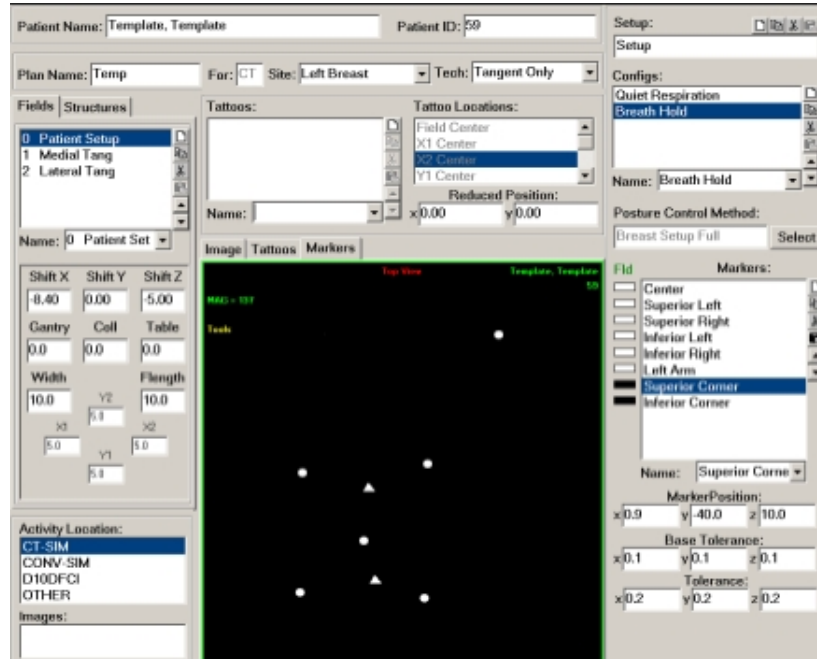 Patient Name: Template, Template
Patient ID: 59
Plan Name: Temp
For: CT
Site: Left Breast
Tech: Tangent Only
Fields
Structures
0 Patient Setup
1 Medial Tang
2 Lateral Tang
Name: 0 Patient Set
Shift X Shift Y Shift Z
-8.40 0.00 -5.00
Gantry Coll Table
0.0 0.0 0.0
Width Flength
10.0 Y2 10.0
5.0
X1 X2
5.0 Y1 5.0
5.0
Activity Location:
CT-SIM
CONV-SIM
D10DFCI
OTHER
Images:
Tattoos:
Name:
Tattoo Locations:
Field Center
X1 Center
X2 Center
Y1 Center
Reduced Position:
x 0.00 y 0.00
Image Tattoos Markers
Top View
Template, Template
59
MAG = 137
Tools
Setup:
Setup
Configs:
Quiet Respiration
Breath Hold
Name: Breath Hold
Posture Control Method:
Breast Setup Full
Select
Fld Markers:
Center
Superior Left
Superior Right
Inferior Left
Inferior Right
Left Arm
Superior Corner
Inferior Corner
Name: Superior Corne
MarkerPosition:
x 0.9 y -40.0 z 10.0
Base Tolerance:
x 0.1 y 0.1 z 0.1
Tolerance:
x 0.2 y 0.2 z 0.2